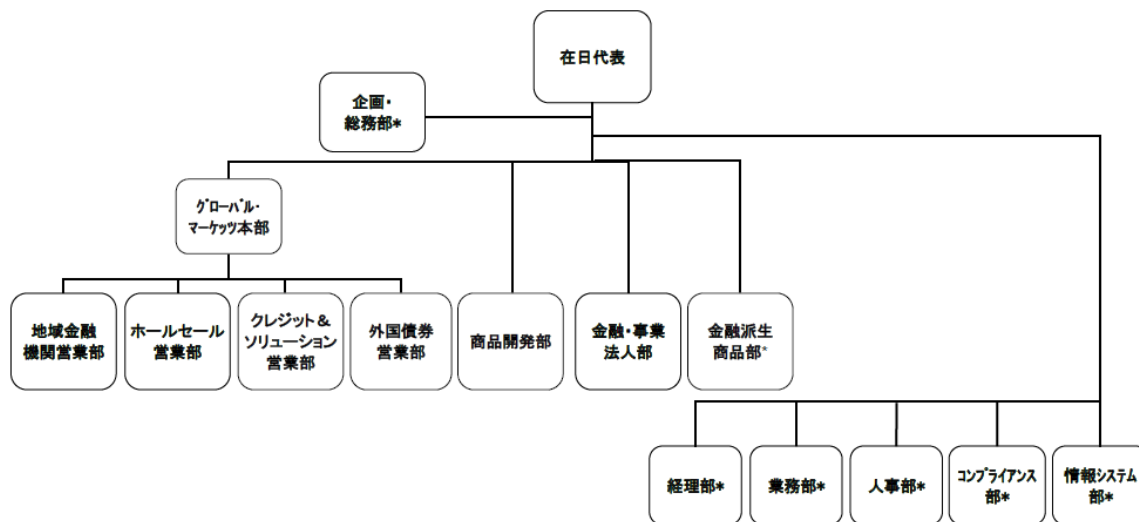 在日代表
企画・
総務部*
ｸﾞﾛｰﾊﾞﾙ・
マーケッツ本部
地域金融
機関営業部
ホールセール
営業部
クレジット＆
ソリューション
営業部
外国債券
営業部
商品開発部
金融・事業
法人部
金融派生
商品部*
経理部*
業務部*
人事部*
ｺﾝﾌﾟﾗｲｱﾝｽ
部*
情報システム
部*